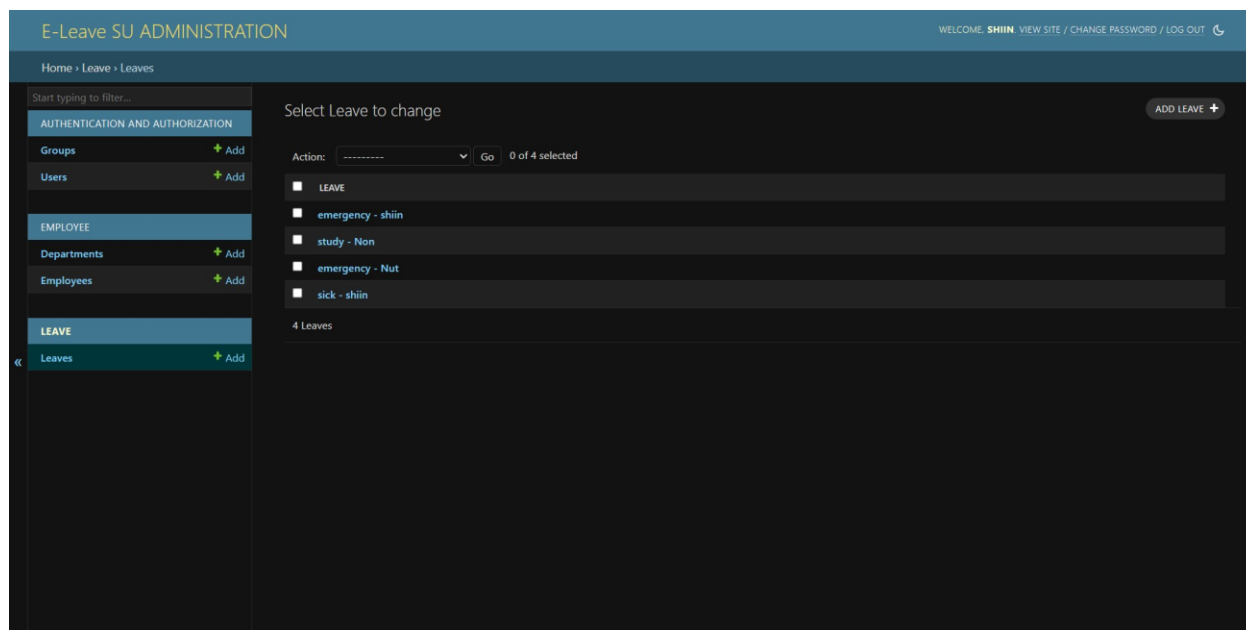 E-Leave SU ADMINISTRATION
WELCOME, SHIIN. VIEW SITE / CHANGE PASSWORD / LOG OUT
Home › Leave › Leaves
Start typing to filter...
AUTHENTICATION AND AUTHORIZATION
Groups + Add
Users + Add
EMPLOYEE
Departments + Add
Employees + Add
LEAVE
Leaves + Add
«
Select Leave to change
ADD LEAVE +
Action: --------- Go 0 of 4 selected
LEAVE
emergency - shiin
study - Non
emergency - Nut
sick - shiin
4 Leaves